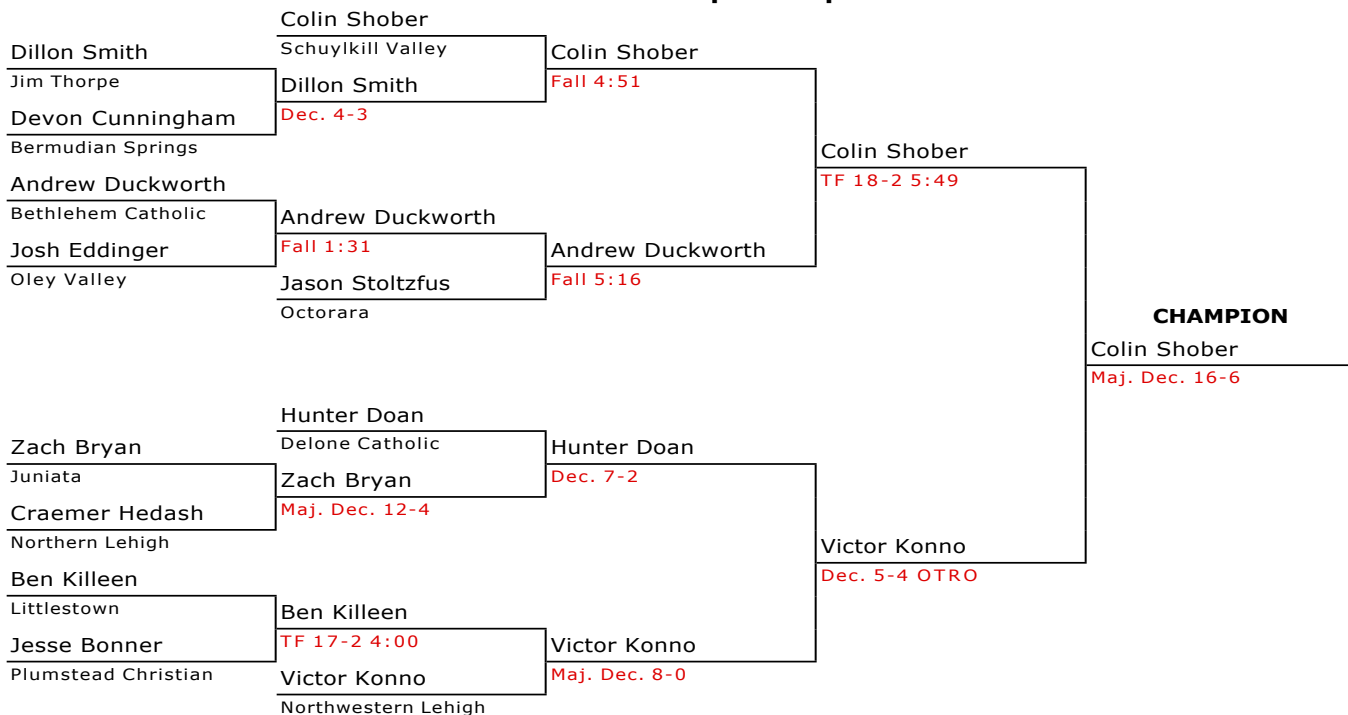 Colin Shober
Dillon Smith
Schuylkill Valley
Colin Shober
Jim Thorpe
Dillon Smith
Fall 4:51
Devon Cunningham
Dec. 4-3
Bermudian Springs
Colin Shober
Andrew Duckworth
TF 18-2 5:49
Bethlehem Catholic
Andrew Duckworth
Josh Eddinger
Fall 1:31
Andrew Duckworth
Oley Valley
Jason Stoltzfus
Fall 5:16
Octorara
CHAMPION
Colin Shober
Maj. Dec. 16-6
Hunter Doan
Zach Bryan
Delone Catholic
Hunter Doan
Juniata
Zach Bryan
Dec. 7-2
Craemer Hedash
Maj. Dec. 12-4
Northern Lehigh
Victor Konno
Ben Killeen
Dec. 5-4 OTRO
Littlestown
Ben Killeen
Jesse Bonner
TF 17-2 4:00
Victor Konno
Plumstead Christian
Victor Konno
Maj. Dec. 8-0
Northwestern Lehigh